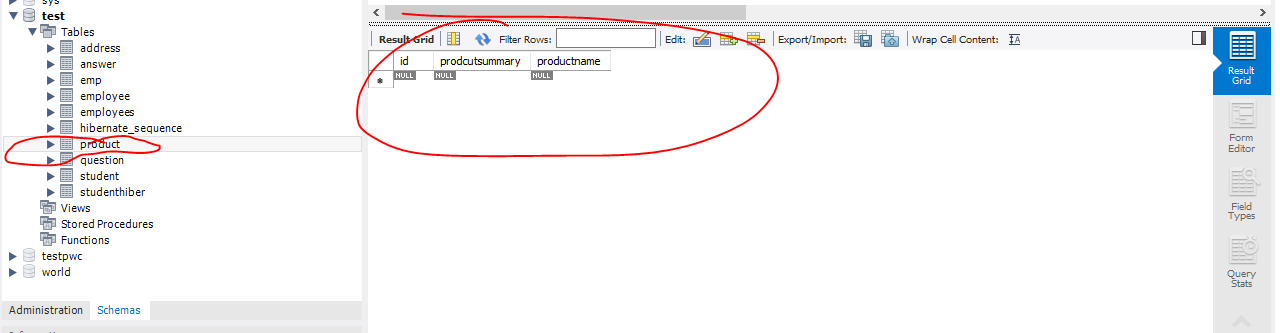 sys
test
Tables
address
answer
emp
employee
employees
hibernate_sequence
product
question
student
studenthiber
Views
Stored Procedures
Functions
testpwc
world
Administration Schemas
Result Grid Filter Rows: Edit: Export/Import: Wrap Cell Content: IA
id prodcutsummary productname
* NULL NULL NULL
Result
Grid
Form
Editor
Field
Types
Query
Stats